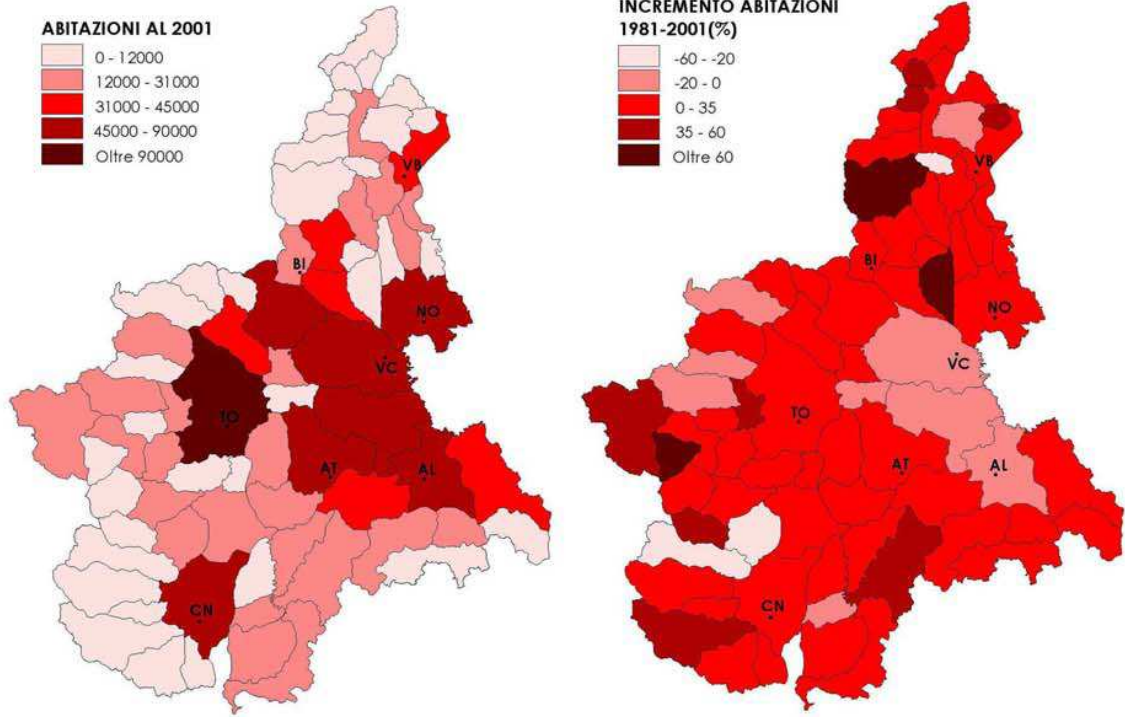 ABITAZIONI AL 2001
0 - 12000
12000 - 31000
31000 - 45000
45000 - 90000
Oltre 90000
VB
BI
NO
VC
TO
AT
AL
CN
INCREMENTO ABITAZIONI
1981-2001(%)
-60 - -20
-20 - 0
0 - 35
35 - 60
Oltre 60
VB
BI
NO
VC
TO
AT
AL
CN